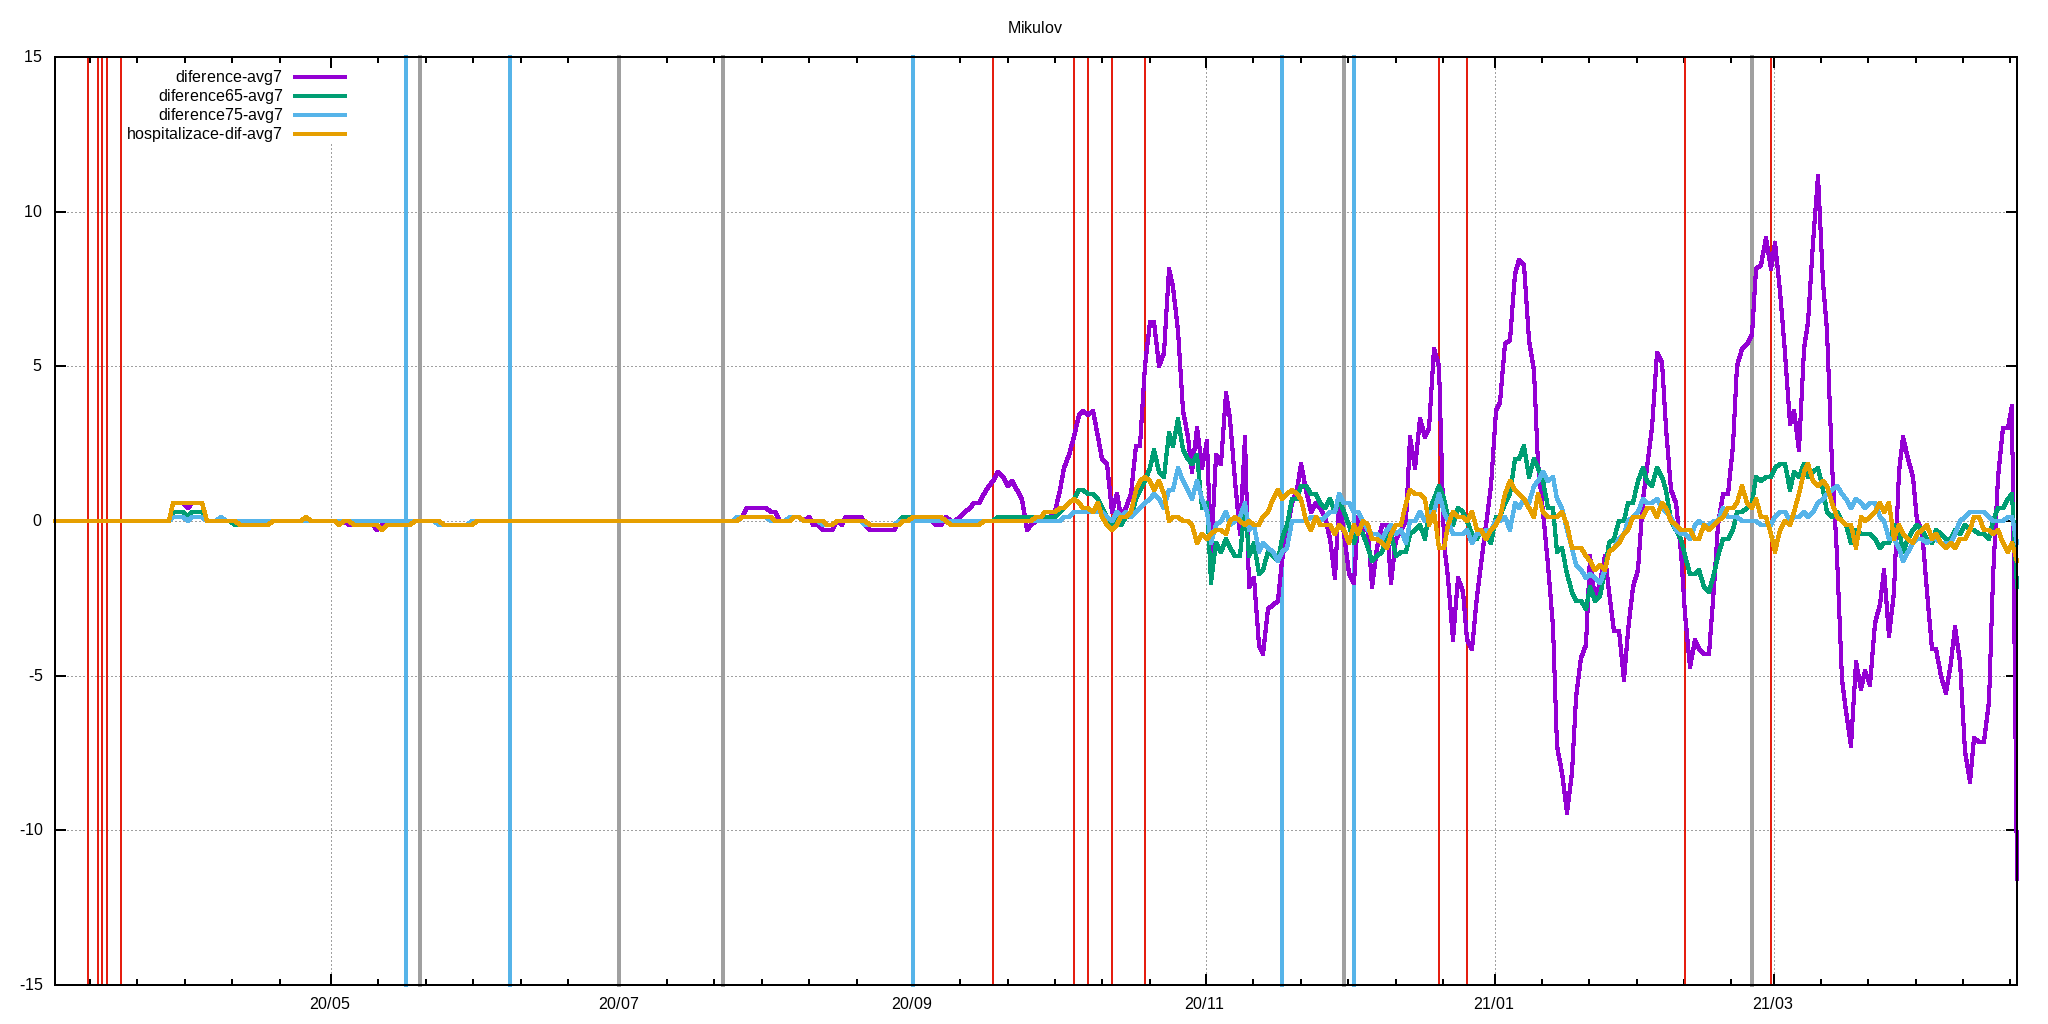 Mikulov
15
diference-avg7
diference65-avg7
diference75-avg7
hospitalizace-dif-avg7
10
5
0
-5
-10
-15
20/05 20/07 20/09 20/11 21/01 21/03